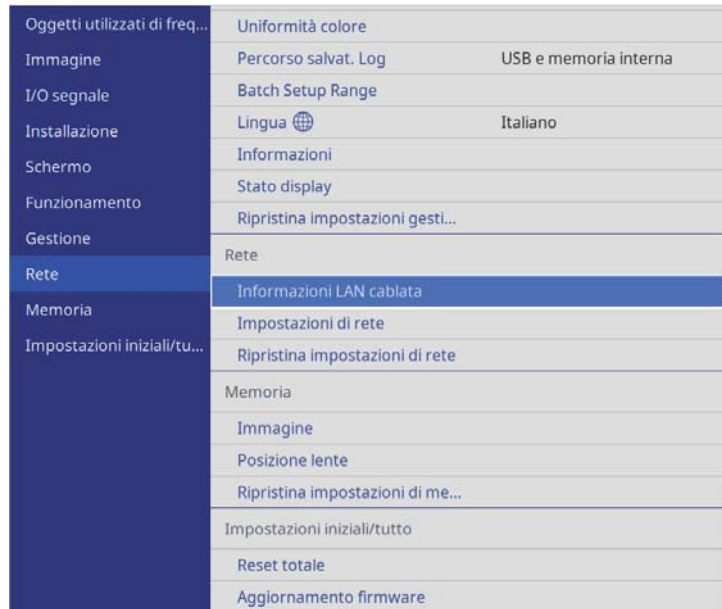 Oggetti utilizzati di freq...
Immagine
I/O segnale
Installazione
Schermo
Funzionamento
Gestione
Rete
Memoria
Impostazioni iniziali/tu...
Uniformità colore
Percorso salvat. Log USB e memoria interna
Batch Setup Range
Lingua Italiano
Informazioni
Stato display
Ripristina impostazioni gesti...
Rete
Informazioni LAN cablata
Impostazioni di rete
Ripristina impostazioni di rete
Memoria
Immagine
Posizione lente
Ripristina impostazioni di me...
Impostazioni iniziali/tutto
Reset totale
Aggiornamento firmware